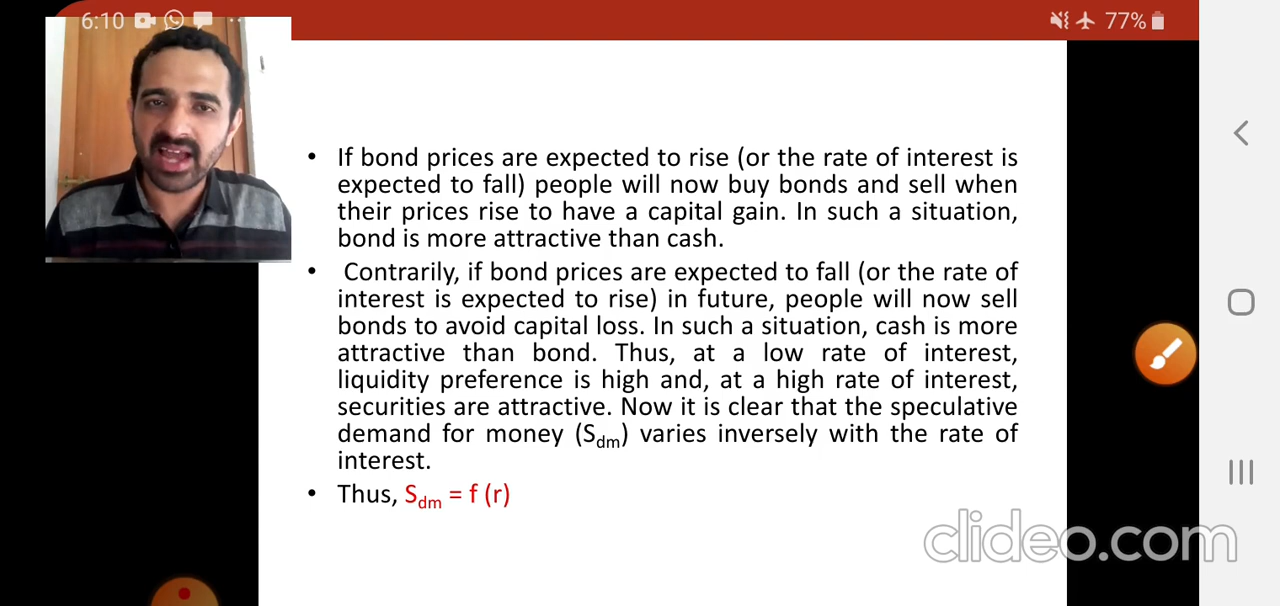 6:10
77%
• If bond prices are expected to rise (or the rate of interest is
expected to fall) people will now buy bonds and sell when
their prices rise to have a capital gain. In such a situation,
bond is more attractive than cash.
• Contrarily, if bond prices are expected to fall (or the rate of
interest is expected to rise) in future, people will now sell
bonds to avoid capital loss. In such a situation, cash is more
attractive than bond. Thus, at a low rate of interest,
liquidity preference is high and, at a high rate of interest,
securities are attractive. Now it is clear that the speculative
demand for money (Sdm) varies inversely with the rate of
interest.
• Thus, Sdm = f (r)
clideo.com